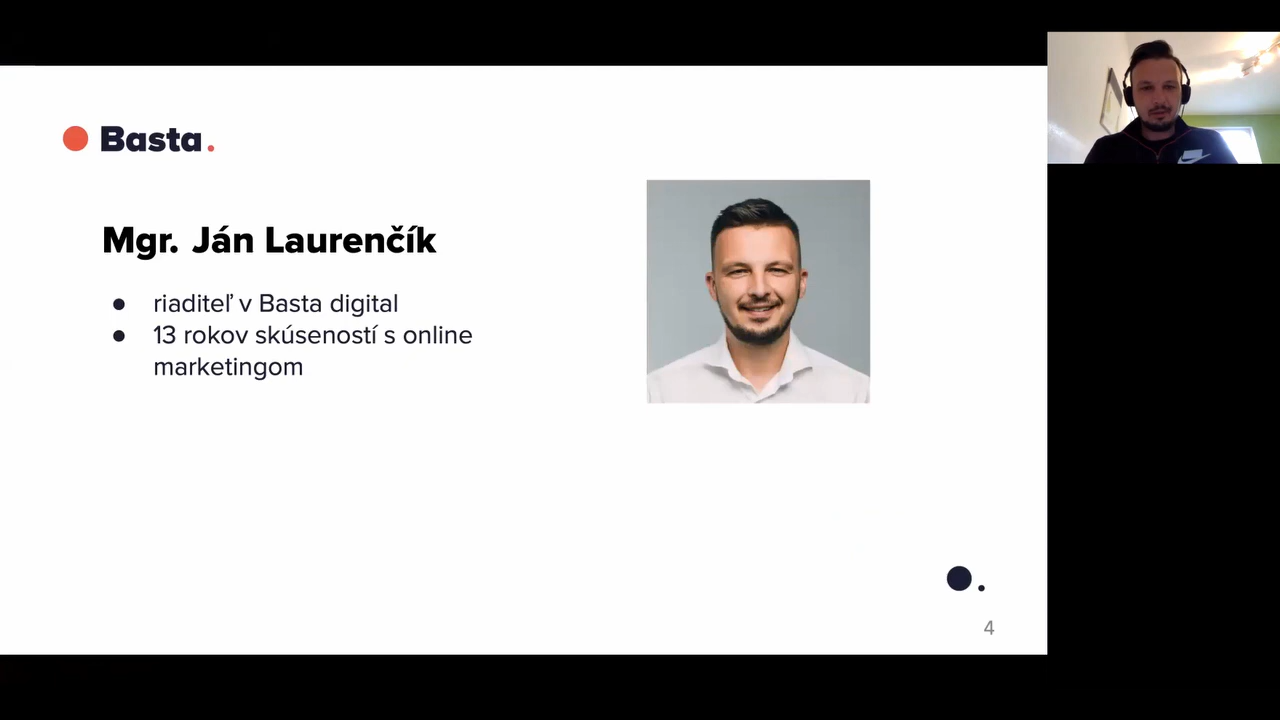 Basta.
Mgr. Ján Laurenčík
● riaditeľ v Basta digital
● 13 rokov skúseností s online
marketingom
4